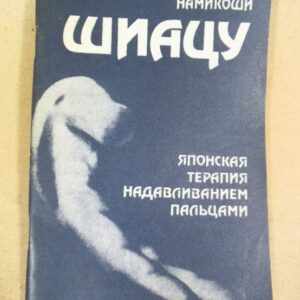 НАМИКОШИ
ШИАЦУ
ЯПОНСКАЯ
ТЕРАПИЯ
НАДАВЛИВАНИЕМ
ПАЛЬЦАМИ